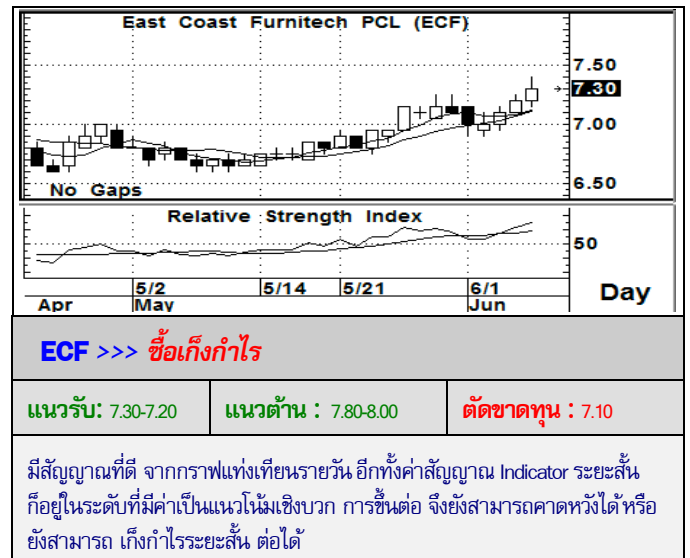 East Coast Furnitech PCL (ECF)
7.50
7.30
7.00
6.50
No Gaps
Relative Strength Index
50
5/2 5/14 5/21 6/1
Apr May Jun
Day
ECF >>> ซื้อเก็งกำไร
แนวรับ: 7.30-7.20 แนวต้าน : 7.80-8.00 ตัดขาดทุน : 7.10
มีสัญญาณที่ดี จากกราฟแท่งเทียนรายวัน อีกทั้งค่าสัญญาณ Indicator ระยะสั้น
ก็อยู่ในระดับที่มีค่าเป็นแนวโน้มเชิงบวก การขึ้นต่อ จึงยังสามารถคาดหวังได้ หรือ
ยังสามารถ เก็งกำไรระยะสั้น ต่อได้